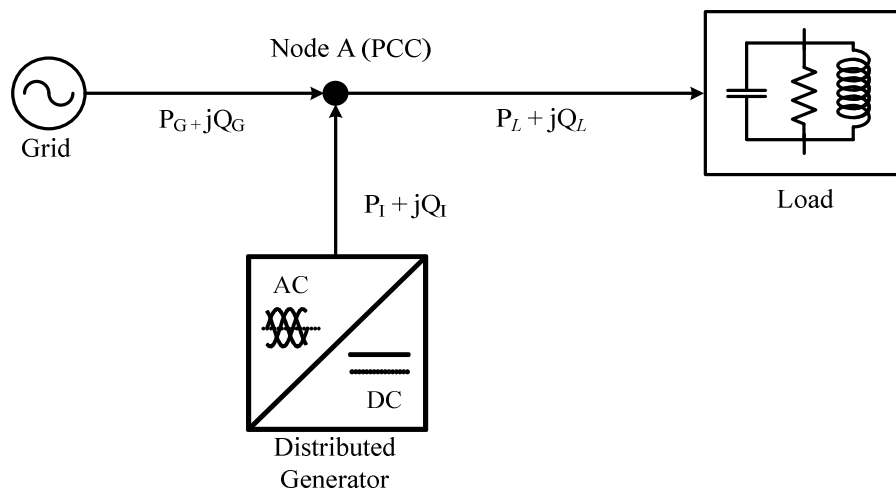 Node A (PCC)
P_G + jQ_G
P_L + jQ_L
Grid
Load
P_I + jQ_I
AC
DC
Distributed
Generator